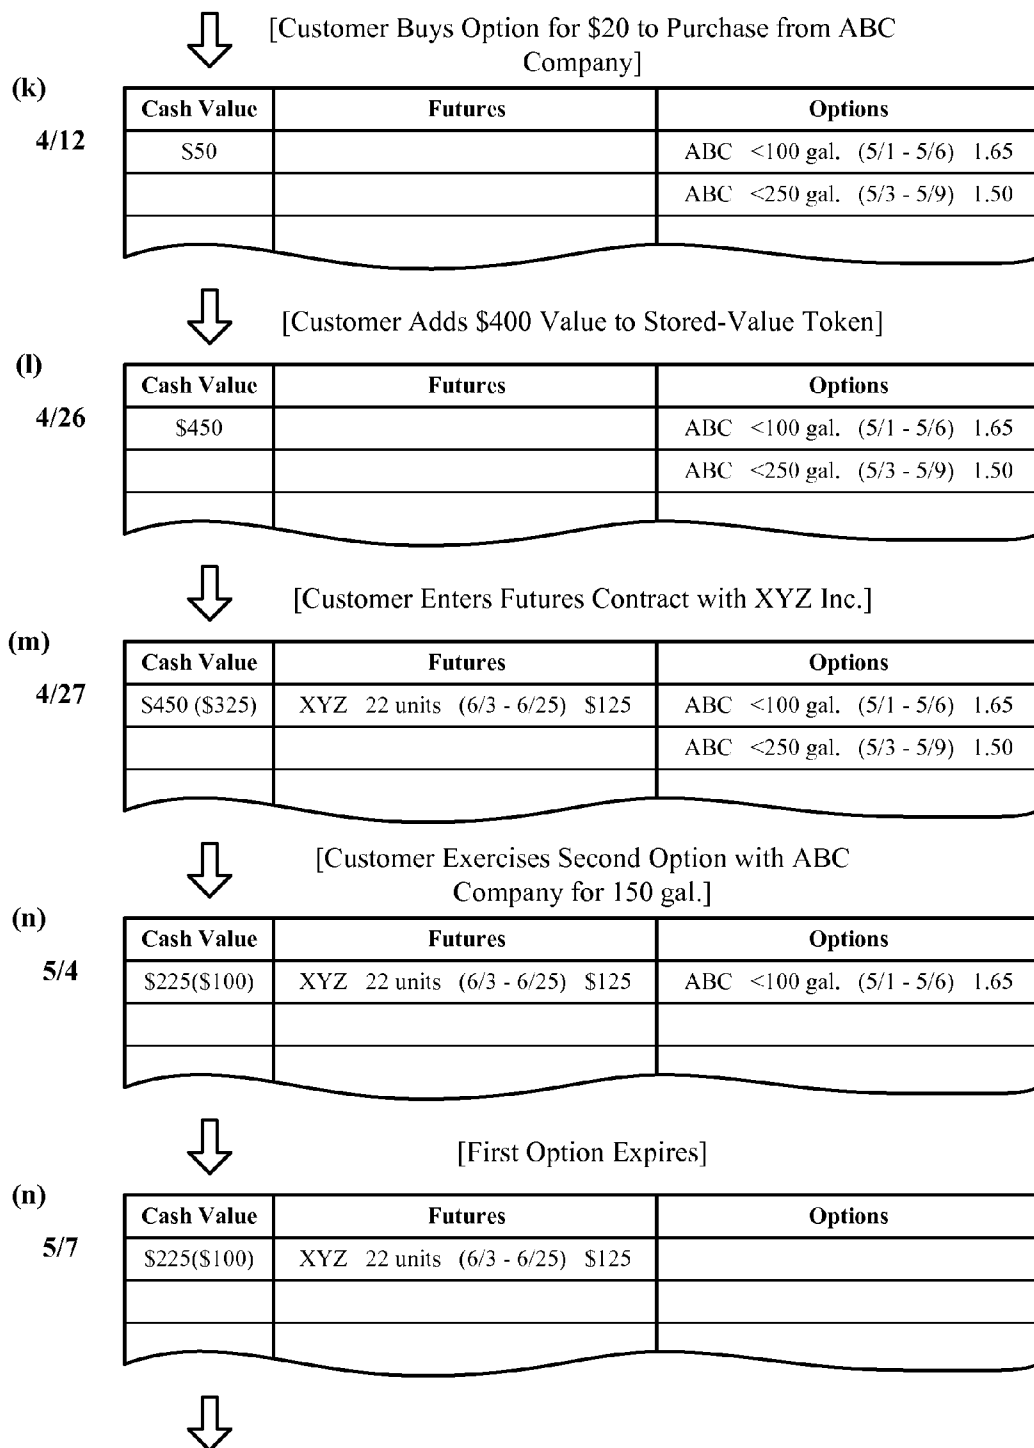 [Customer Buys Option for $20 to Purchase from ABC
Company]
(k)
4/12
Cash Value Futures Options
$50 ABC <100 gal. (5/1 - 5/6) 1.65
ABC <250 gal. (5/3 - 5/9) 1.50
[Customer Adds $400 Value to Stored-Value Token]
(l)
4/26
Cash Value Futures Options
$450 ABC <100 gal. (5/1 - 5/6) 1.65
ABC <250 gal. (5/3 - 5/9) 1.50
[Customer Enters Futures Contract with XYZ Inc.]
(m)
4/27
Cash Value Futures Options
$450 ($325) XYZ 22 units (6/3 - 6/25) $125 ABC <100 gal. (5/1 - 5/6) 1.65
ABC <250 gal. (5/3 - 5/9) 1.50
[Customer Exercises Second Option with ABC
Company for 150 gal.]
(n)
5/4
Cash Value Futures Options
$225($100) XYZ 22 units (6/3 - 6/25) $125 ABC <100 gal. (5/1 - 5/6) 1.65
[First Option Expires]
(n)
5/7
Cash Value Futures Options
$225($100) XYZ 22 units (6/3 - 6/25) $125